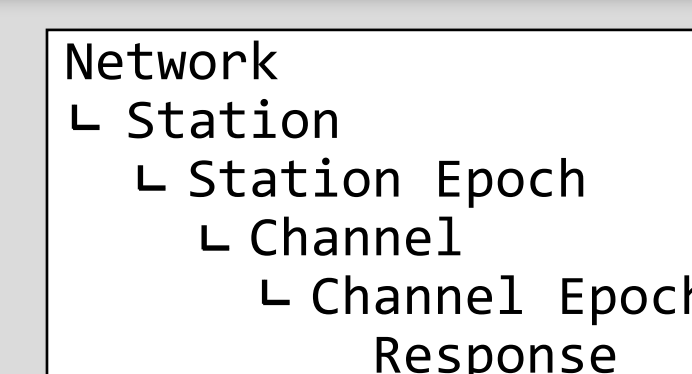 Network
Station
Station Epoch
Channel
Channel Epoch
Response